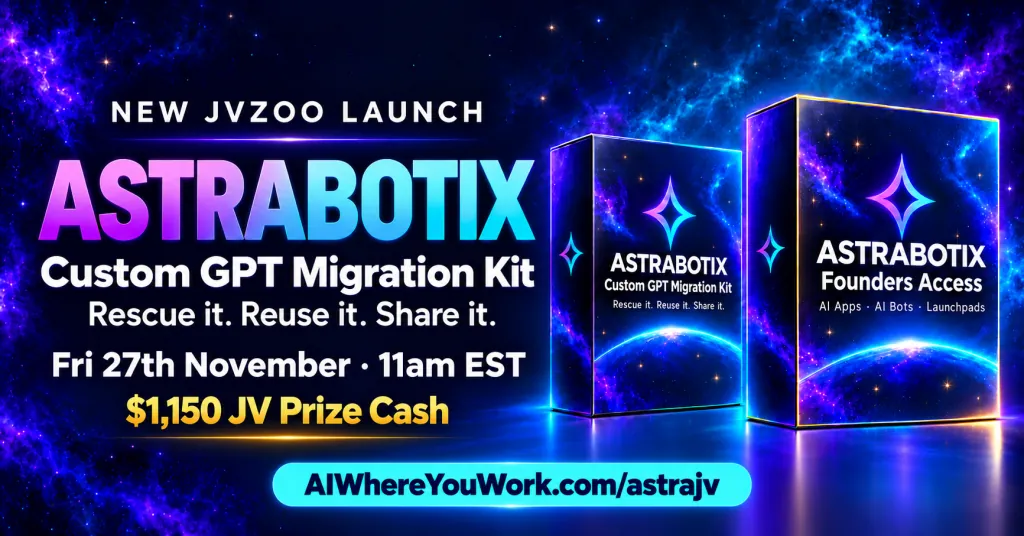 NEW JVZOO LAUNCH
ASTRABOTIX
Custom GPT Migration Kit
Rescue it. Reuse it. Share it.
Fri 27th November · 11am EST
$1,150 JV Prize Cash
AIWhereYouWork.com/astrajv
ASTRABOTIX
Custom GPT Migration Kit
Rescue it. Reuse it. Share it.
ASTRABOTIX
Founders Access
AI Apps · AI Bots · Launchpads